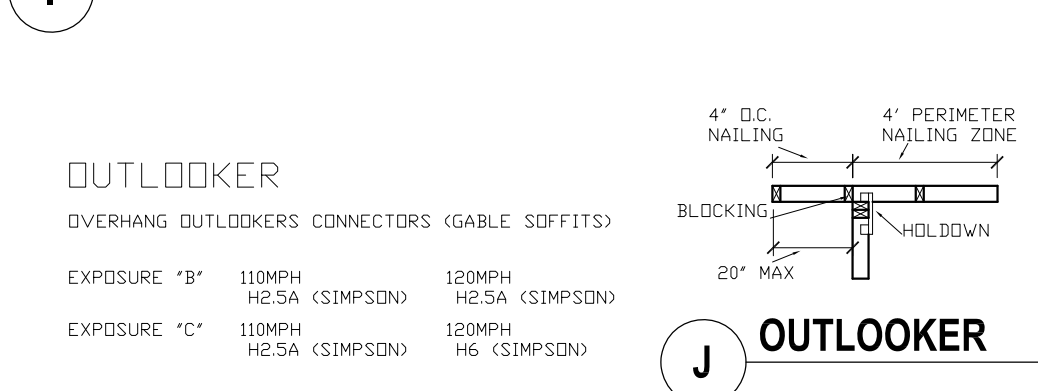 OUTLOOKER
OVERHANG OUTLOOKERS CONNECTORS (GABLE SOFFITS)
EXPOSURE "B" 110MPH 120MPH
H2.5A (SIMPSON) H2.5A (SIMPSON)
EXPOSURE "C" 110MPH 120MPH
H2.5A (SIMPSON) H6 (SIMPSON)
4" O.C.
NAILING
4' PERIMETER
NAILING ZONE
BLOCKING
HOLDOWN
20" MAX
J OUTLOOKER